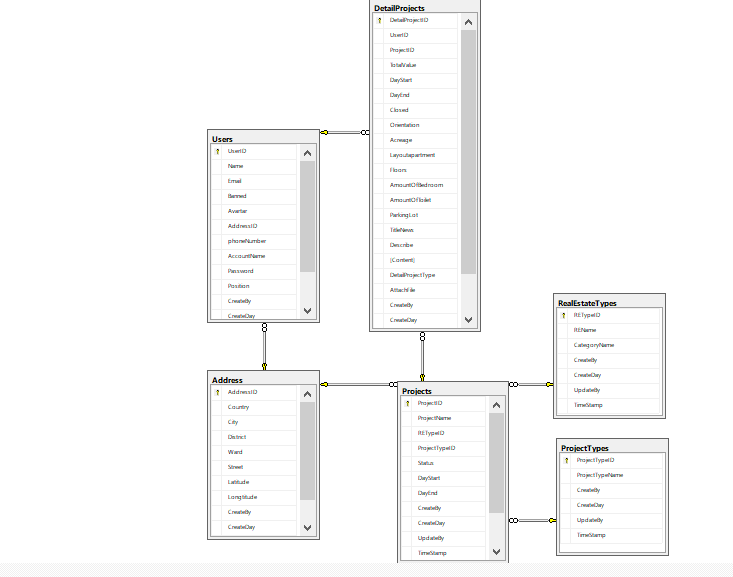 DetailProjects
DetailProjectID
UserID
ProjectID
TotalValue
DayStart
DayEnd
Closed
Orientation
Acreage
Layoutapartment
Floors
AmountOfBedroom
AmountOfToilet
ParkingLot
TitleNews
Describe
[Content]
DetailProjectType
AttachFile
CreateBy
CreateDay
Users
UserID
Name
Email
Banned
Avartar
AddressID
phoneNumber
AccountName
Password
Position
CreateBy
CreateDay
Address
AddressID
Country
City
District
Ward
Street
Latitude
Longtitude
CreateBy
CreateDay
Projects
ProjectID
ProjectName
RETypeID
ProjectTypeID
Status
DayStart
DayEnd
CreateBy
CreateDay
UpdateBy
TimeStamp
RealEstateTypes
RETypeID
REName
CategoryName
CreateBy
CreateDay
UpdateBy
TimeStamp
ProjectTypes
ProjectTypeID
ProjectTypeName
CreateBy
CreateDay
UpdateBy
TimeStamp